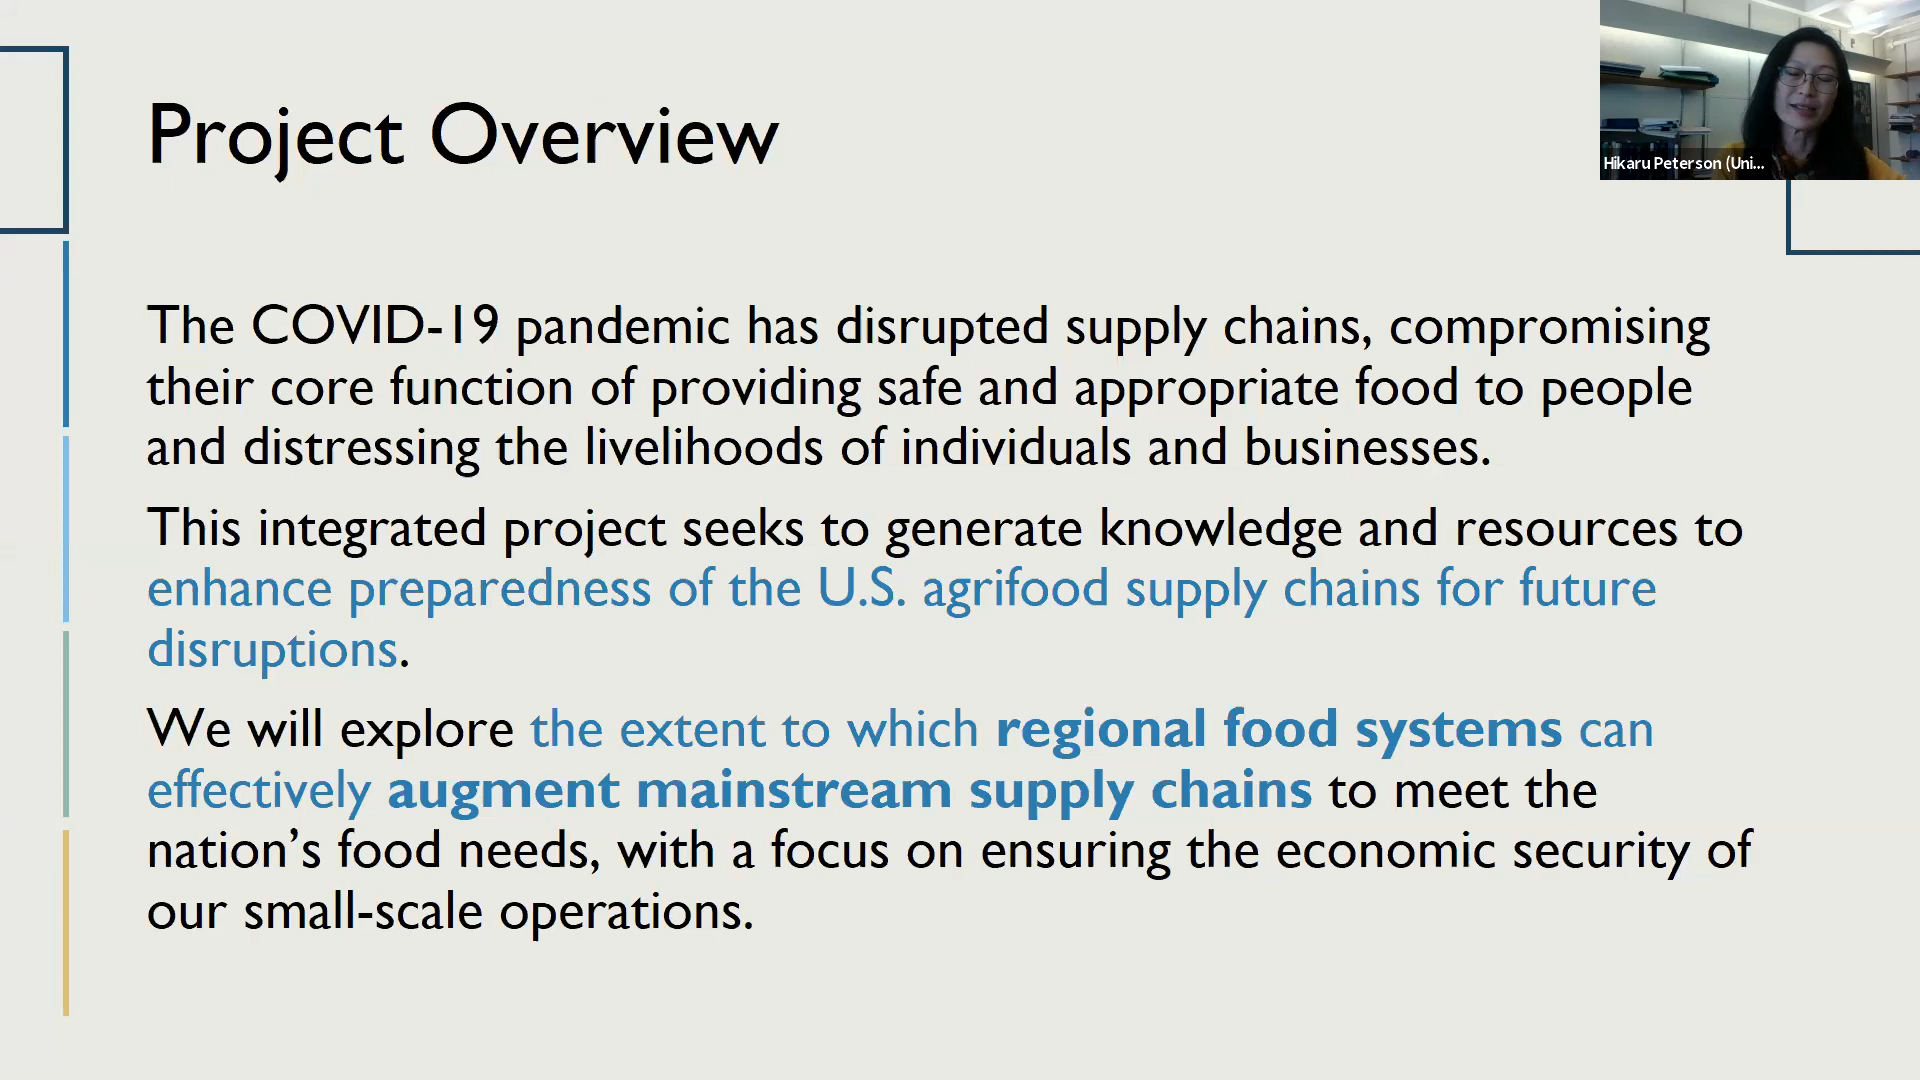 Project Overview
Hikaru Peterson (Uni...
The COVID-19 pandemic has disrupted supply chains, compromising
their core function of providing safe and appropriate food to people
and distressing the livelihoods of individuals and businesses.
This integrated project seeks to generate knowledge and resources to
enhance preparedness of the U.S. agrifood supply chains for future
disruptions.
We will explore the extent to which regional food systems can
effectively augment mainstream supply chains to meet the
nation’s food needs, with a focus on ensuring the economic security of
our small-scale operations.